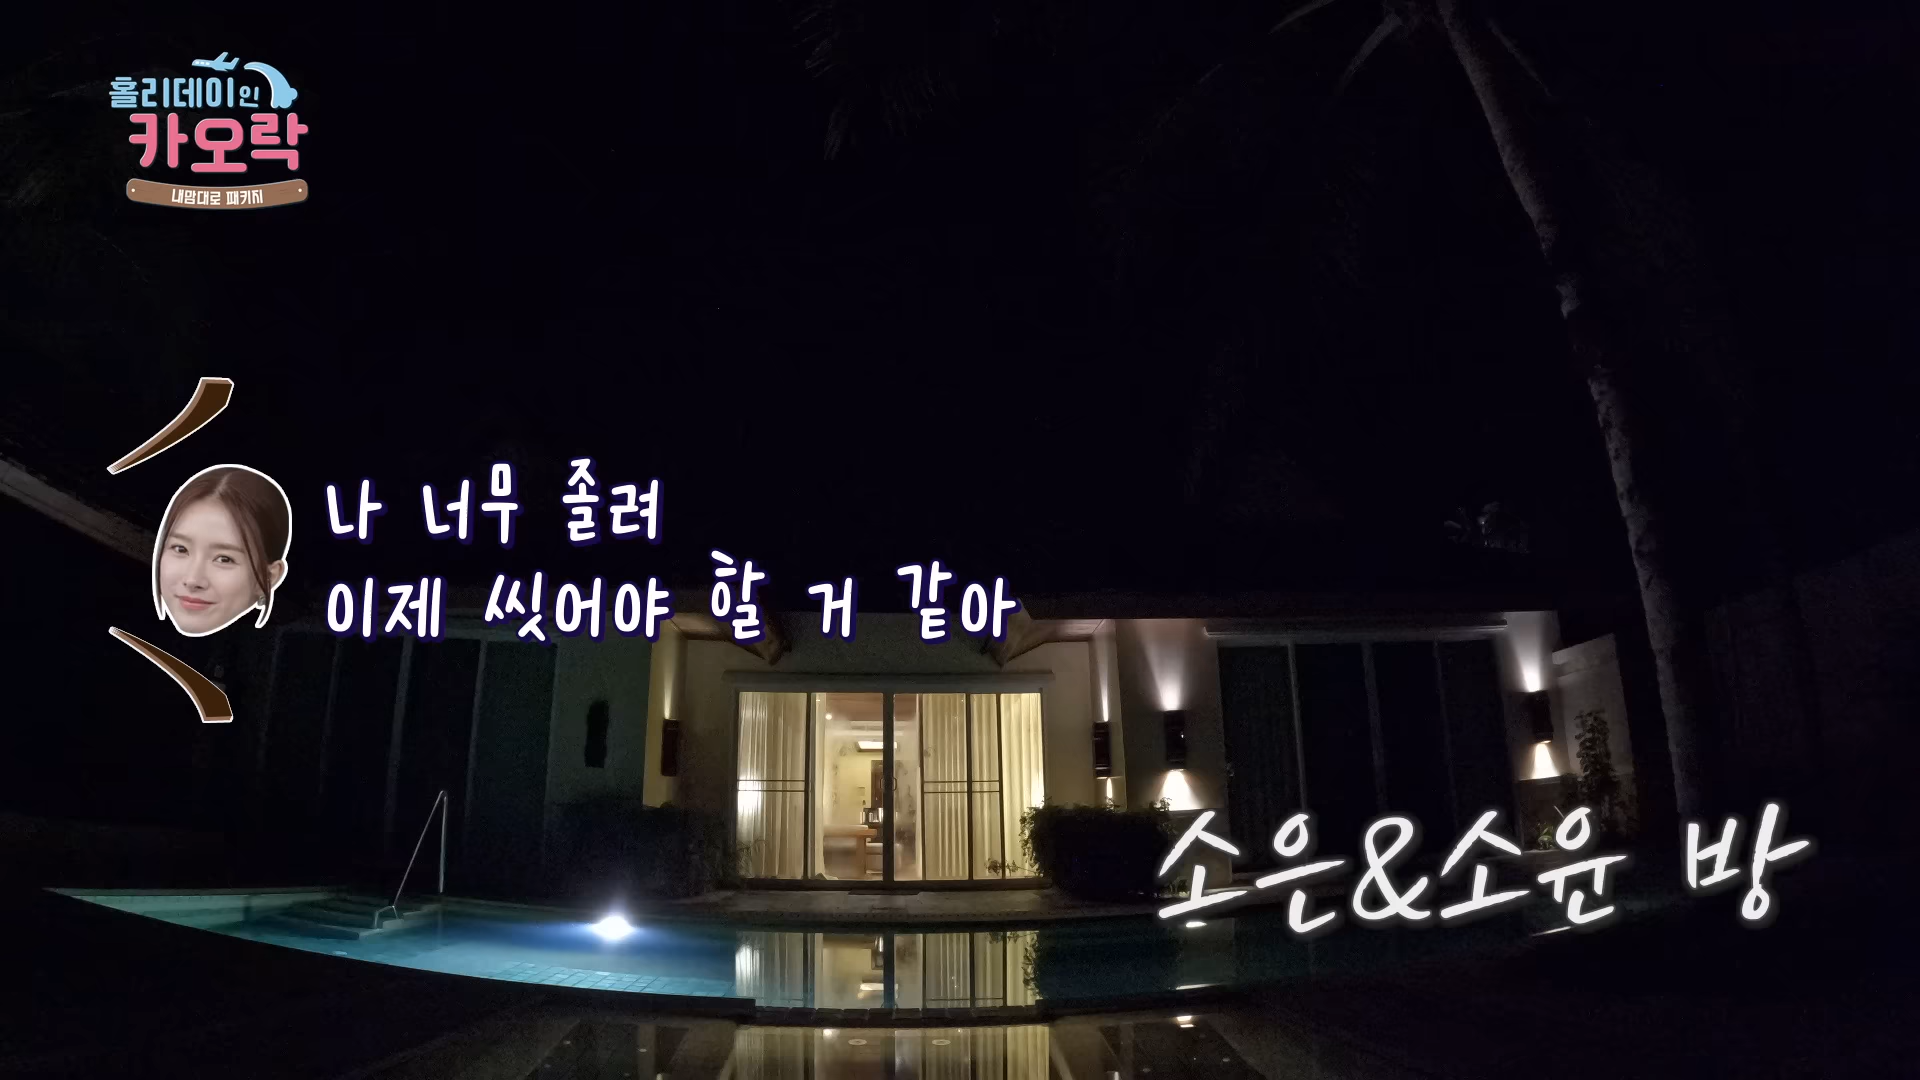 홀리데이인
카오락
내맘대로 패키지
나 너무 졸려
이제 씻어야 할 거 같아
소은&소윤 방